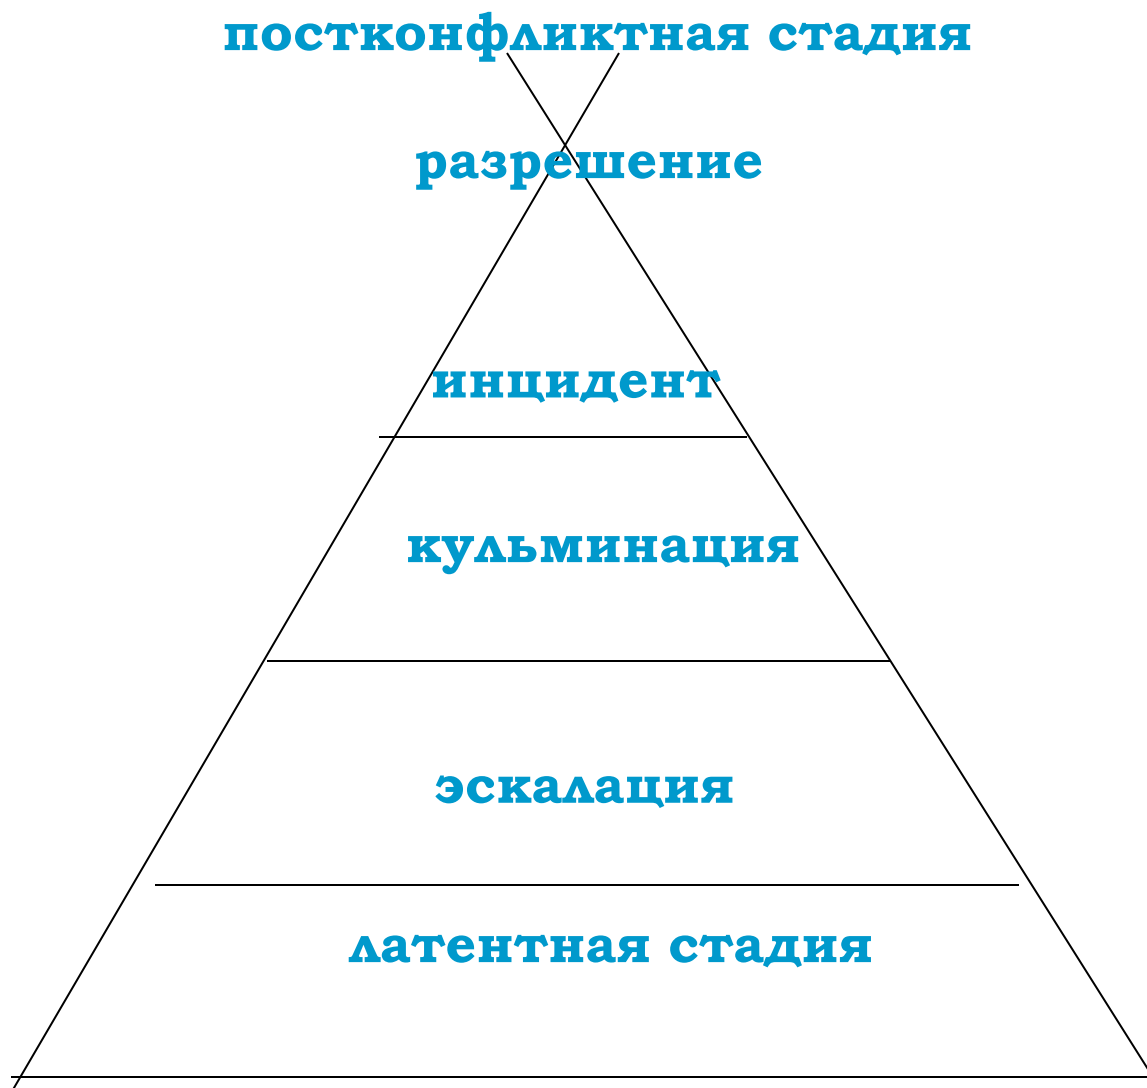 постконфликтная стадия
разрешение
инцидент
кульминация
эскалация
латентная стадия